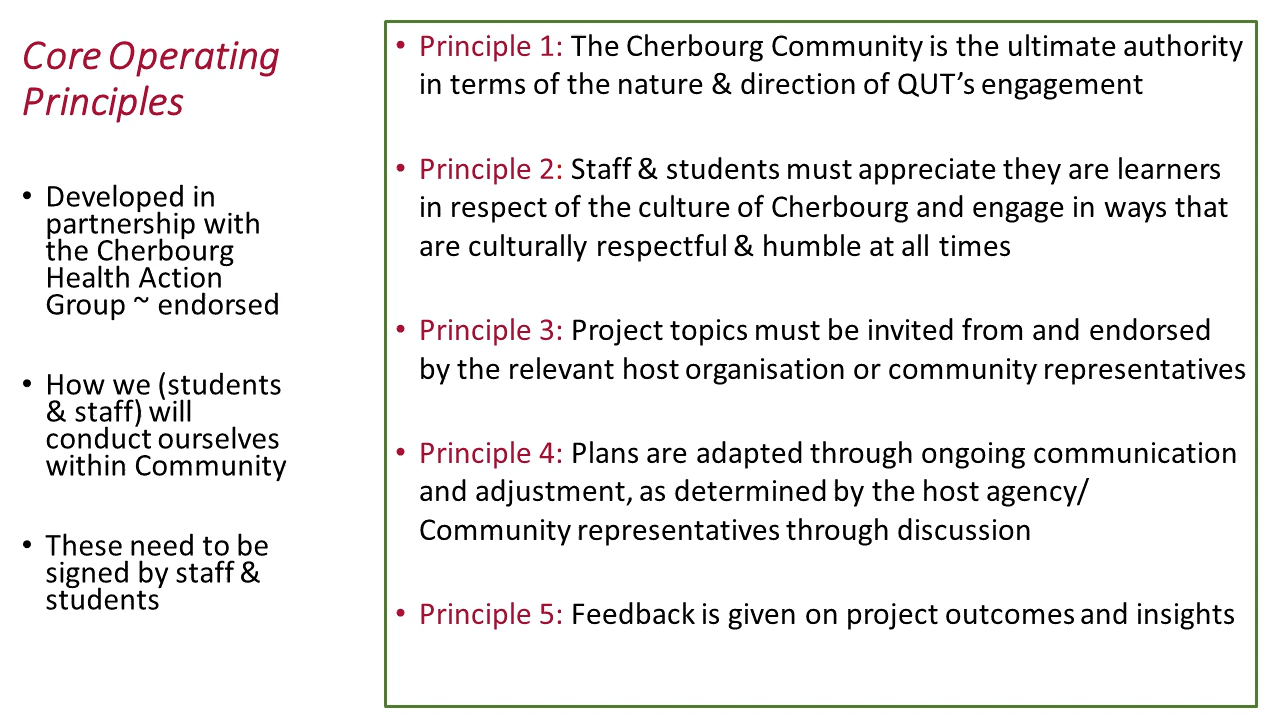 Core Operating
Principles
• Developed in
partnership with
the Cherbourg
Health Action
Group ~ endorsed
• How we (students
& staff) will
conduct ourselves
within Community
• These need to be
signed by staff &
students
• Principle 1: The Cherbourg Community is the ultimate authority
in terms of the nature & direction of QUT’s engagement
• Principle 2: Staff & students must appreciate they are learners
in respect of the culture of Cherbourg and engage in ways that
are culturally respectful & humble at all times
• Principle 3: Project topics must be invited from and endorsed
by the relevant host organisation or community representatives
• Principle 4: Plans are adapted through ongoing communication
and adjustment, as determined by the host agency/
Community representatives through discussion
• Principle 5: Feedback is given on project outcomes and insights